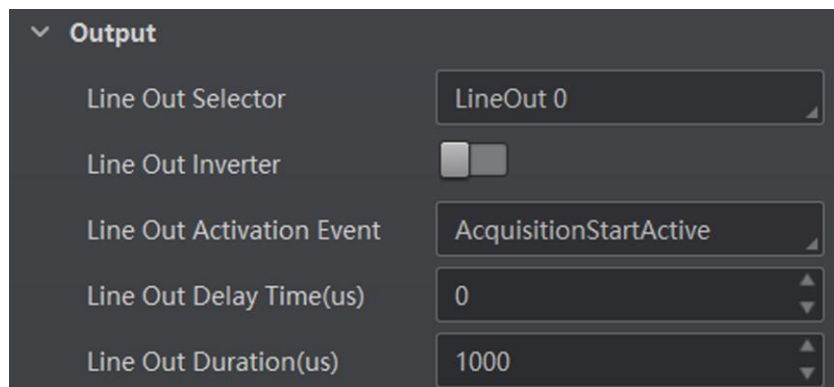 Output
Line Out Selector LineOut 0
Line Out Inverter
Line Out Activation Event AcquisitionStartActive
Line Out Delay Time(us) 0
Line Out Duration(us) 1000